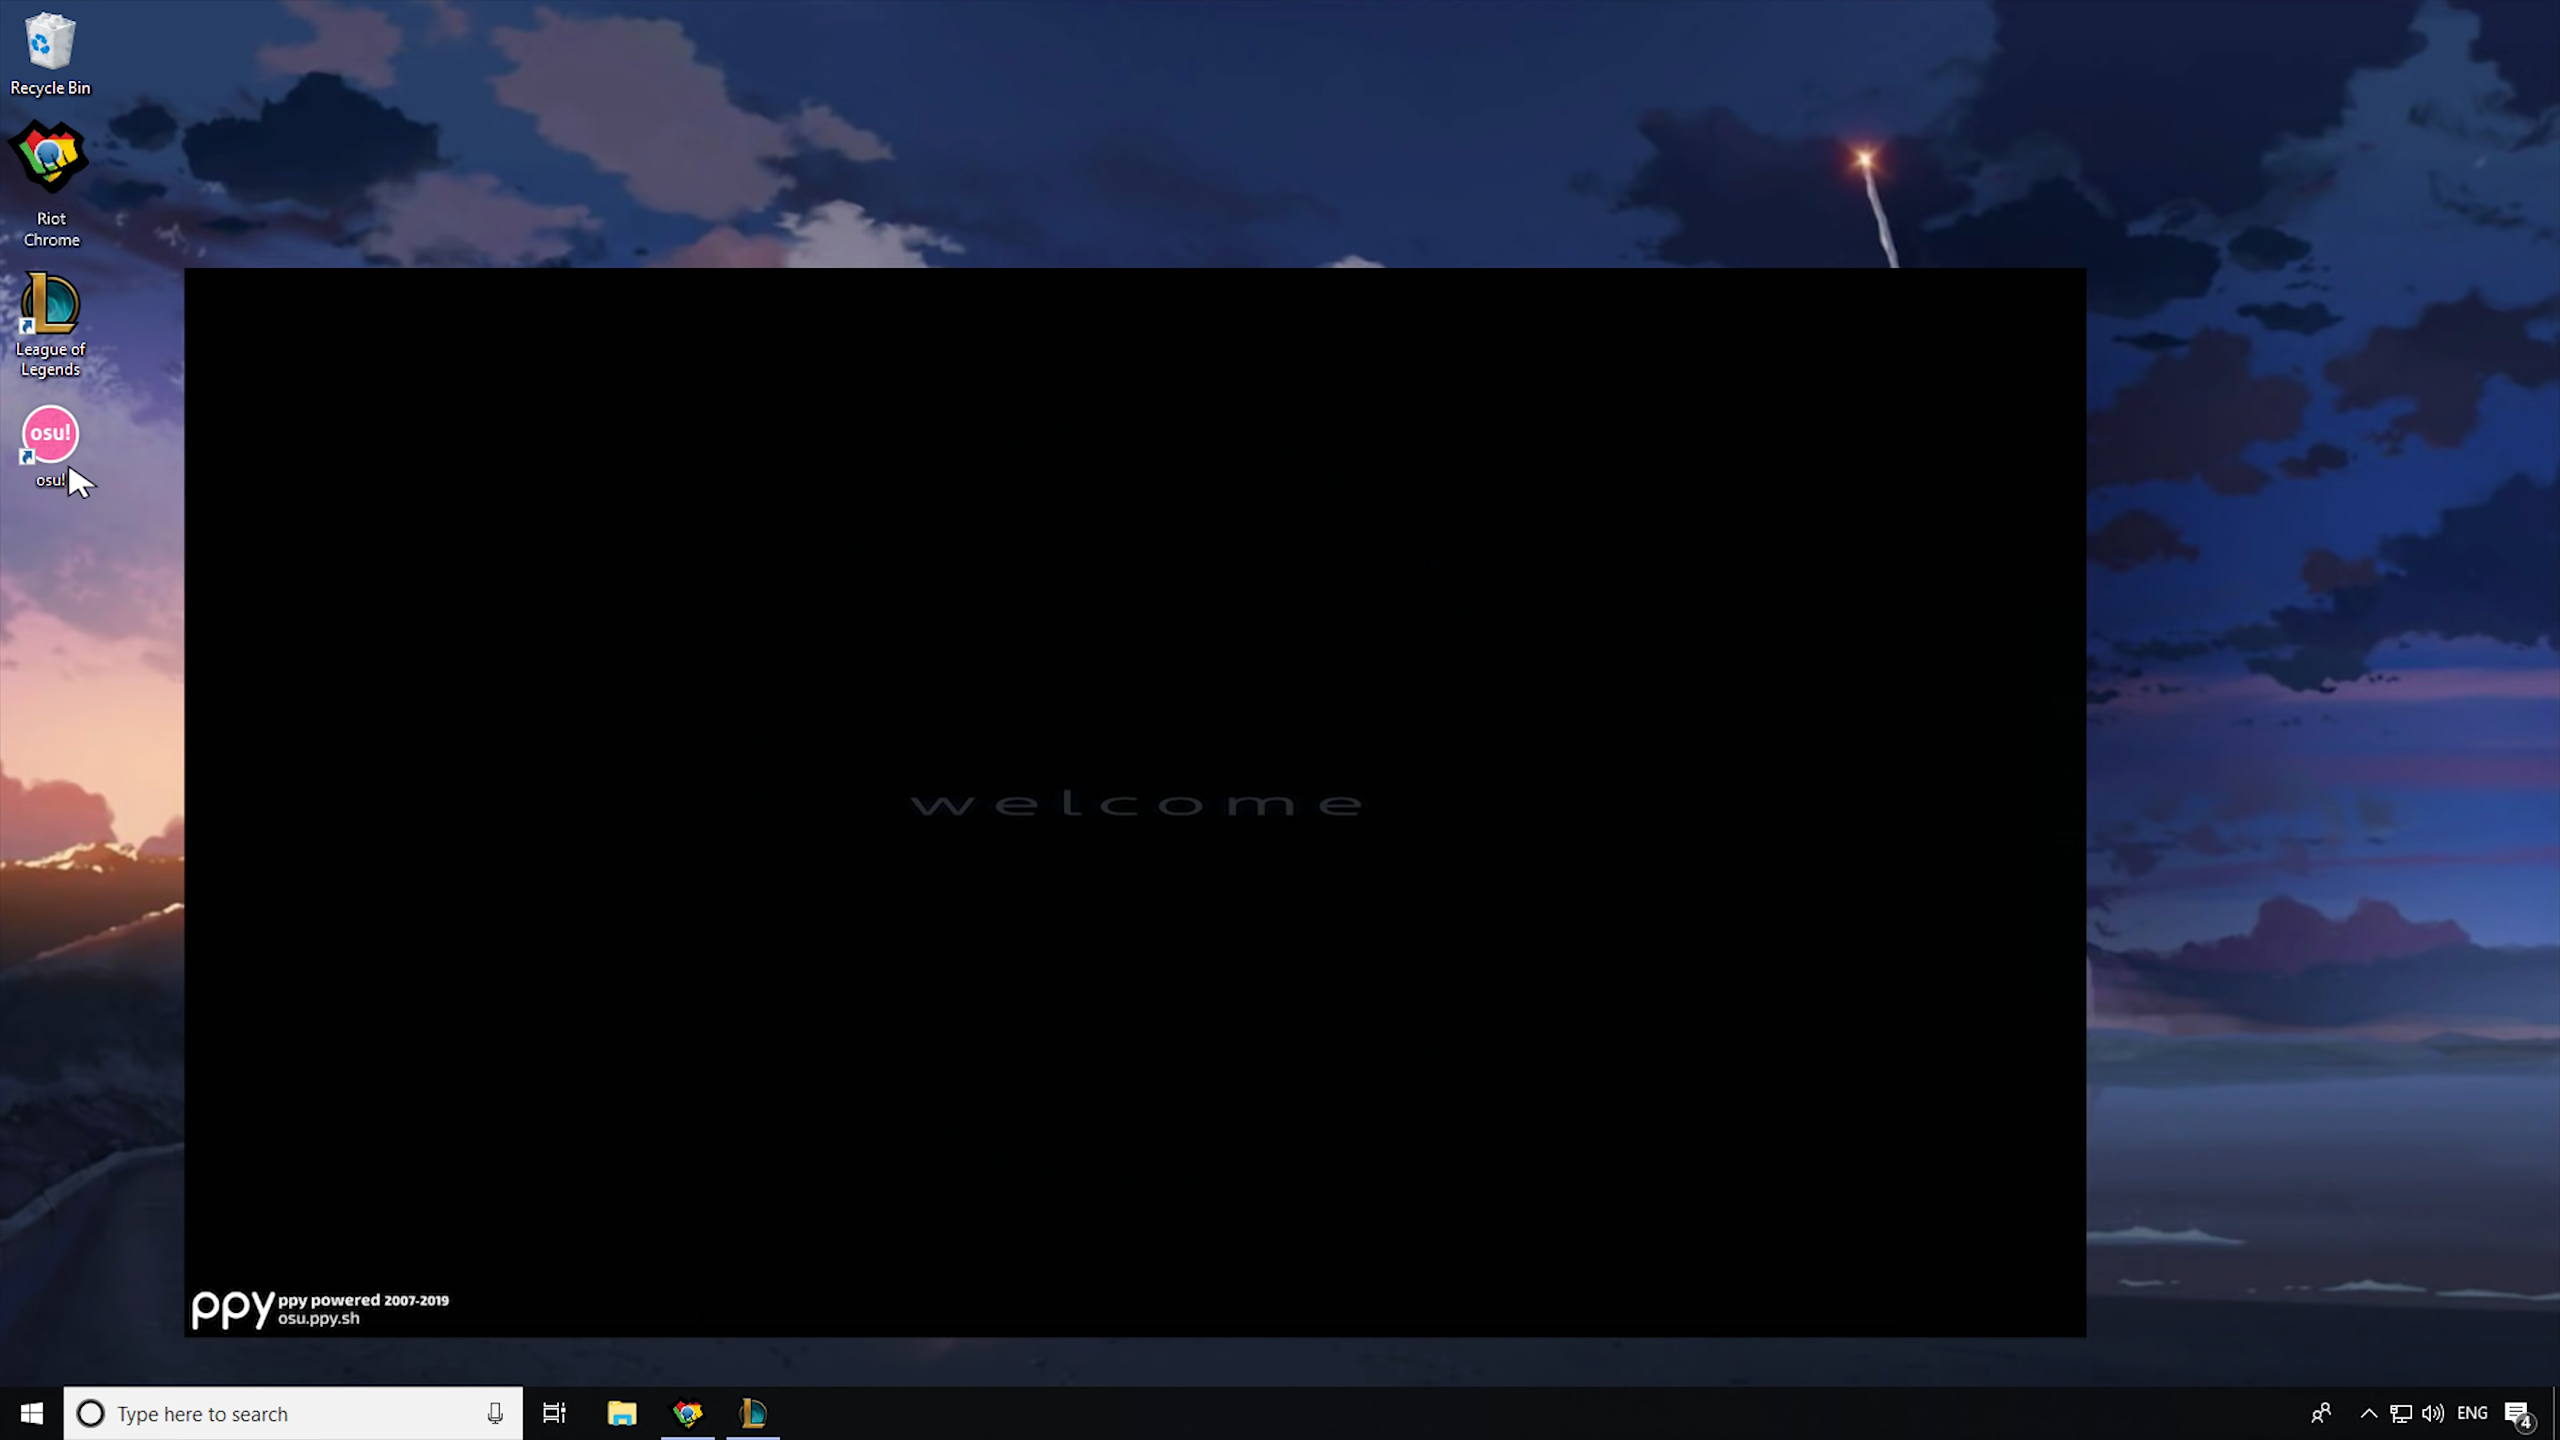 Recycle Bin
Riot
Chrome
League of
Legends
osu!
osu!
welcome
ppy
ppy powered 2007-2019
osu.ppy.sh
Type here to search
ENG
4